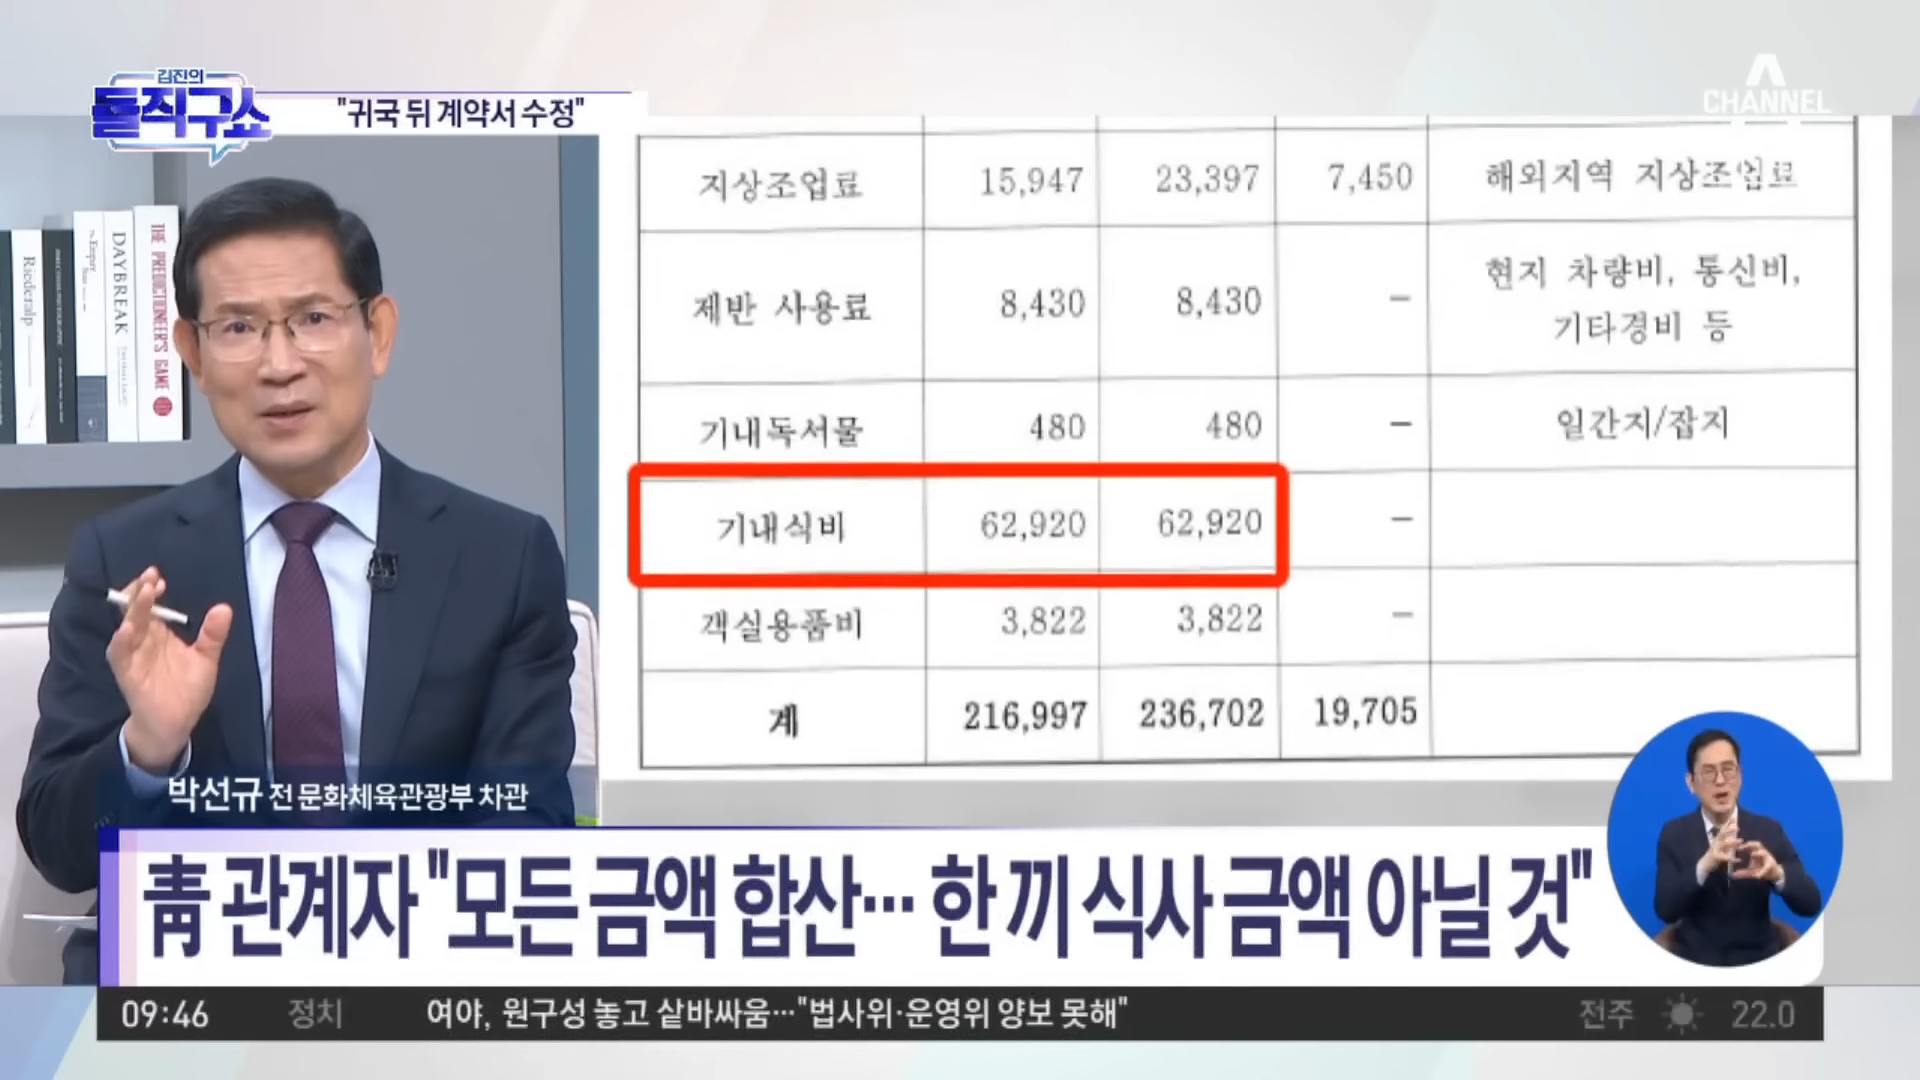 김진의
돌직구쇼
"귀국 뒤 계약서 수정"
CHANNEL
지상조업료 15,947 23,397 7,450 해외지역 지상조업료
제반 사용료 8,430 8,430 - 현지 차량비, 통신비,
기타경비 등
기내독서물 480 480 - 일간지/잡지
기내식비 62,920 62,920 -
객실용품비 3,822 3,822 -
계 216,997 236,702 19,705
Riederalp
DAYBREAK
THE PREDICTIONEER'S GAME
박선규 전 문화체육관광부 차관
靑 관계자 "모든 금액 합산… 한 끼 식사 금액 아닐 것"
09:46 정치 여야, 원구성 놓고 샅바싸움…"법사위·운영위 양보 못해" 전주 22.0